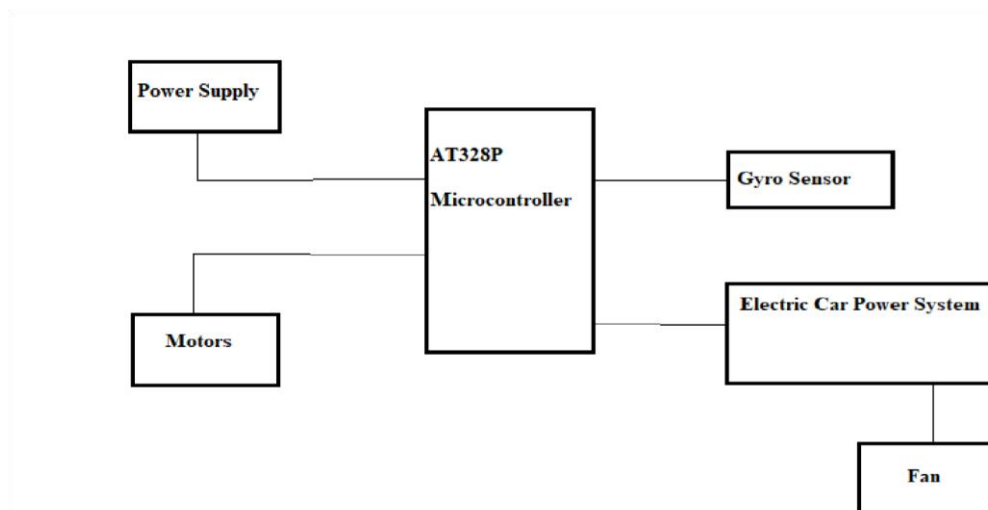 Power Supply
AT328P
Microcontroller
Gyro Sensor
Electric Car Power System
Motors
Fan